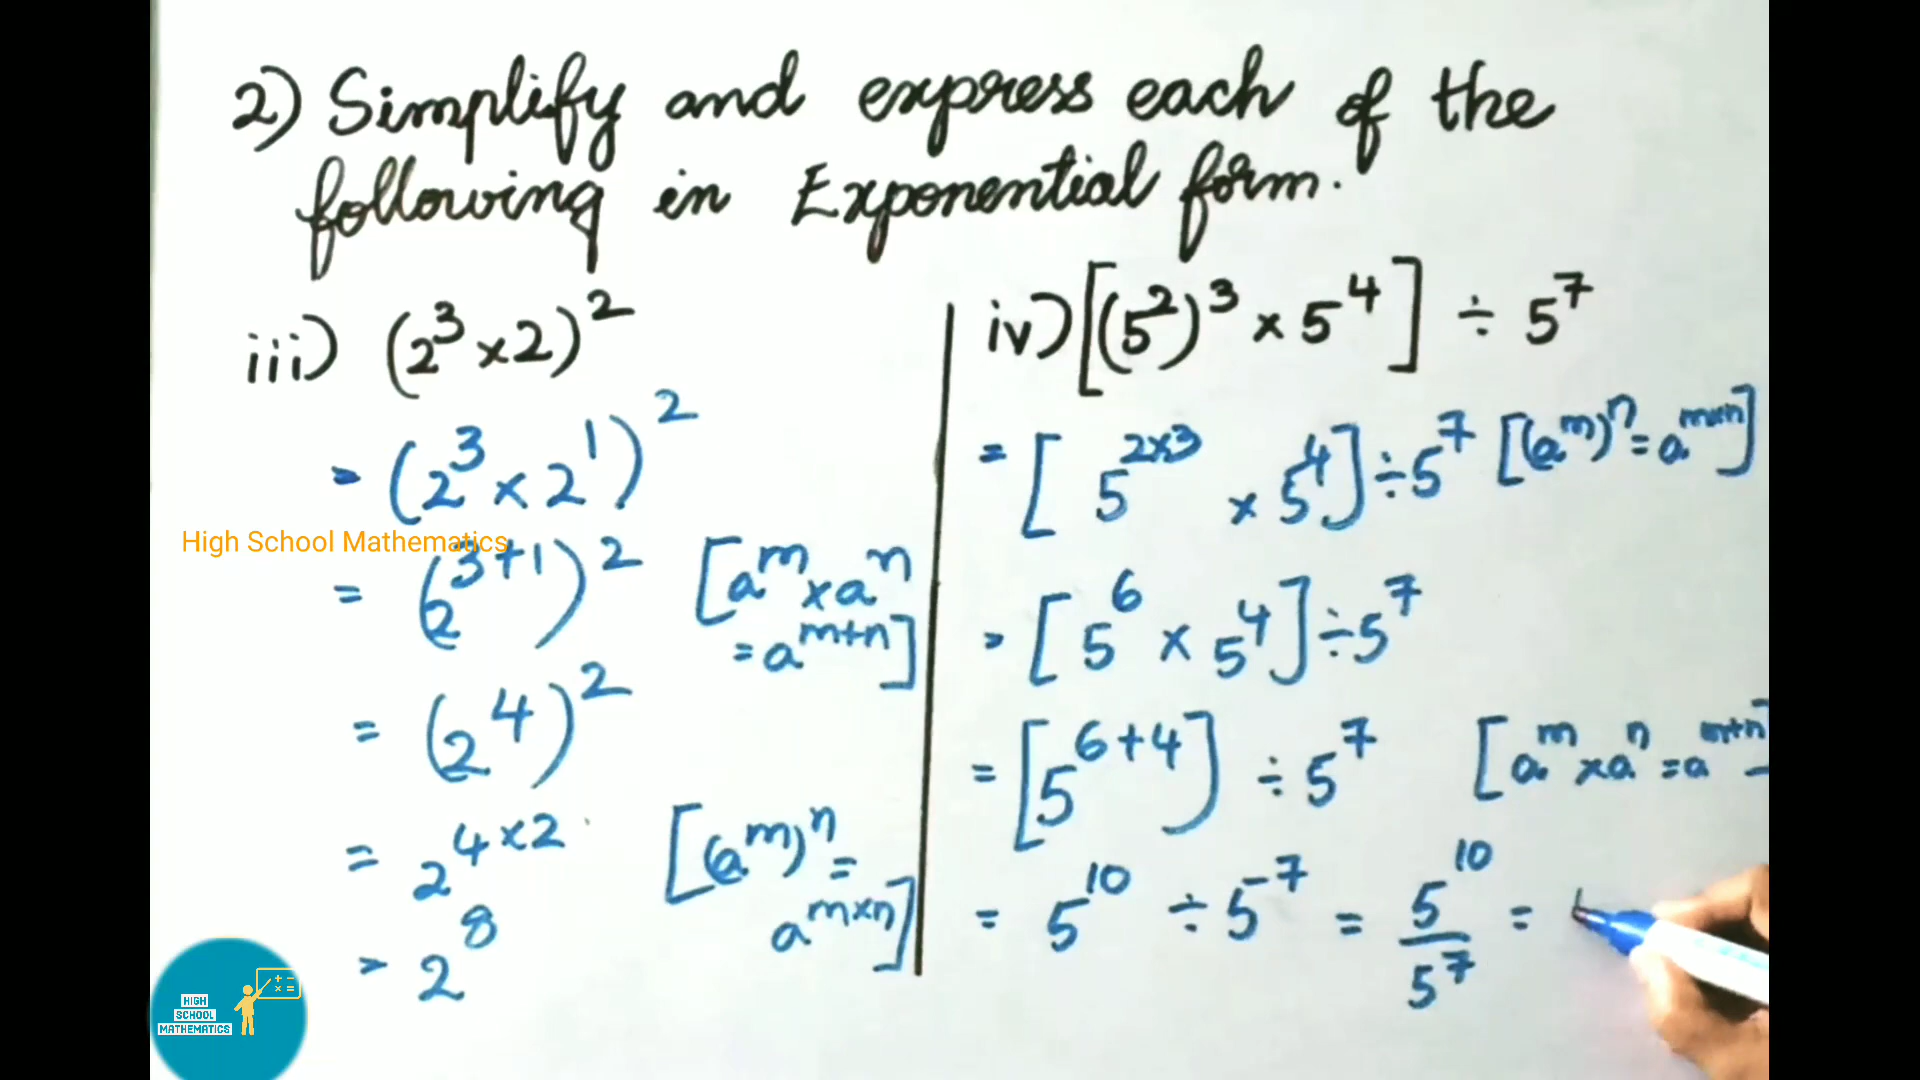 2) Simplify and express each of the
following in Exponential form.
iii) (2³ × 2)²
= (2³ × 2¹)²
High School Mathematics
= (2³⁺¹)² [aᵐ × aⁿ
= aᵐ⁺ⁿ]
= (2⁴)²
= 2⁴ˣ² [(aᵐ)ⁿ =
aᵐˣⁿ]
= 2⁸
iv) [(5²)³ × 5⁴] ÷ 5⁷
= [5²ˣ³ × 5⁴] ÷ 5⁷ [(aᵐ)ⁿ = aᵐˣⁿ]
= [5⁶ × 5⁴] ÷ 5⁷
= [5⁶⁺⁴] ÷ 5⁷ [aᵐ × aⁿ = aᵐ⁺ⁿ]
= 5¹⁰ ÷ 5⁷ = 5¹⁰/5⁷ =
HIGH
SCHOOL
MATHEMATICS